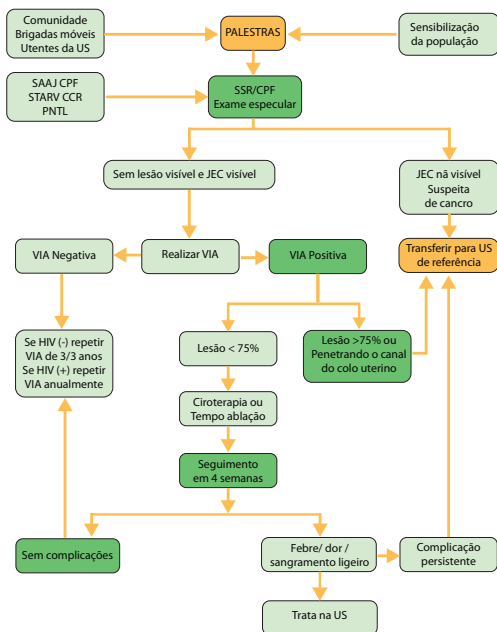 Comunidade
Brigadas móveis
Utentes da US
PALESTRAS
Sensibilização
da população
SAAJ CPF
STARV CCR
PNTL
SSR/CPF
Exame especular
Sem lesão visível e JEC visível
JEC nã visível
Suspeita
de cancro
VIA Negativa
Realizar VIA
VIA Positiva
Transferir para US
de referência
Se HIV (-) repetir
VIA de 3/3 anos
Se HIV (+) repetir
VIA anualmente
Lesão < 75%
Lesão >75% ou
Penetrando o canal
do colo uterino
Ciroterapia ou
Tempo ablação
Seguimento
em 4 semanas
Sem complicações
Febre/ dor /
sangramento ligeiro
Complicação
persistente
Trata na US